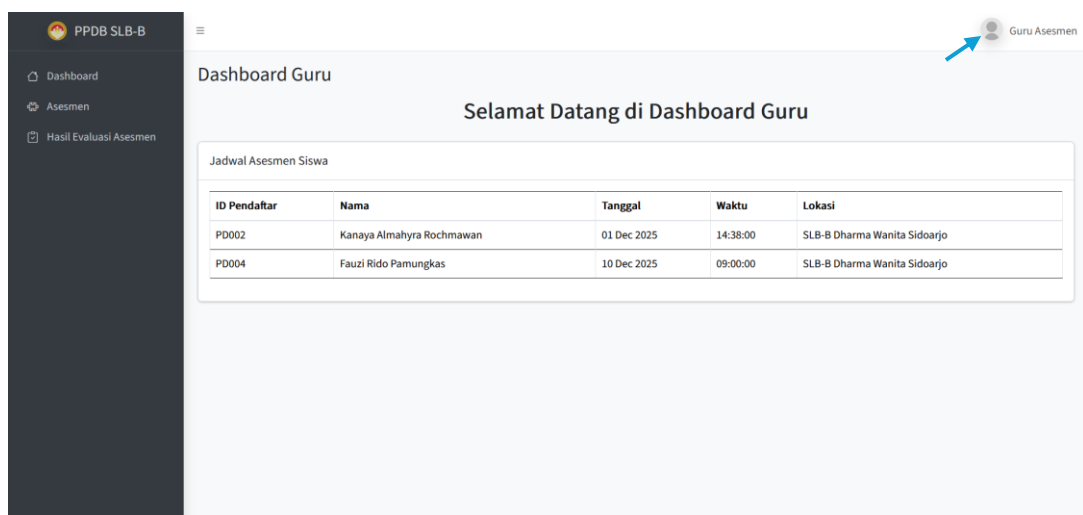 PPDB SLB-B
Guru Asesmen
Dashboard
Asesmen
Hasil Evaluasi Asesmen
Dashboard Guru
Selamat Datang di Dashboard Guru
Jadwal Asesmen Siswa
ID Pendaftar Nama Tanggal Waktu Lokasi
PD002 Kanaya Almahyra Rochmawan 01 Dec 2025 14:38:00 SLB-B Dharma Wanita Sidoarjo
PD004 Fauzi Rido Pamungkas 10 Dec 2025 09:00:00 SLB-B Dharma Wanita Sidoarjo